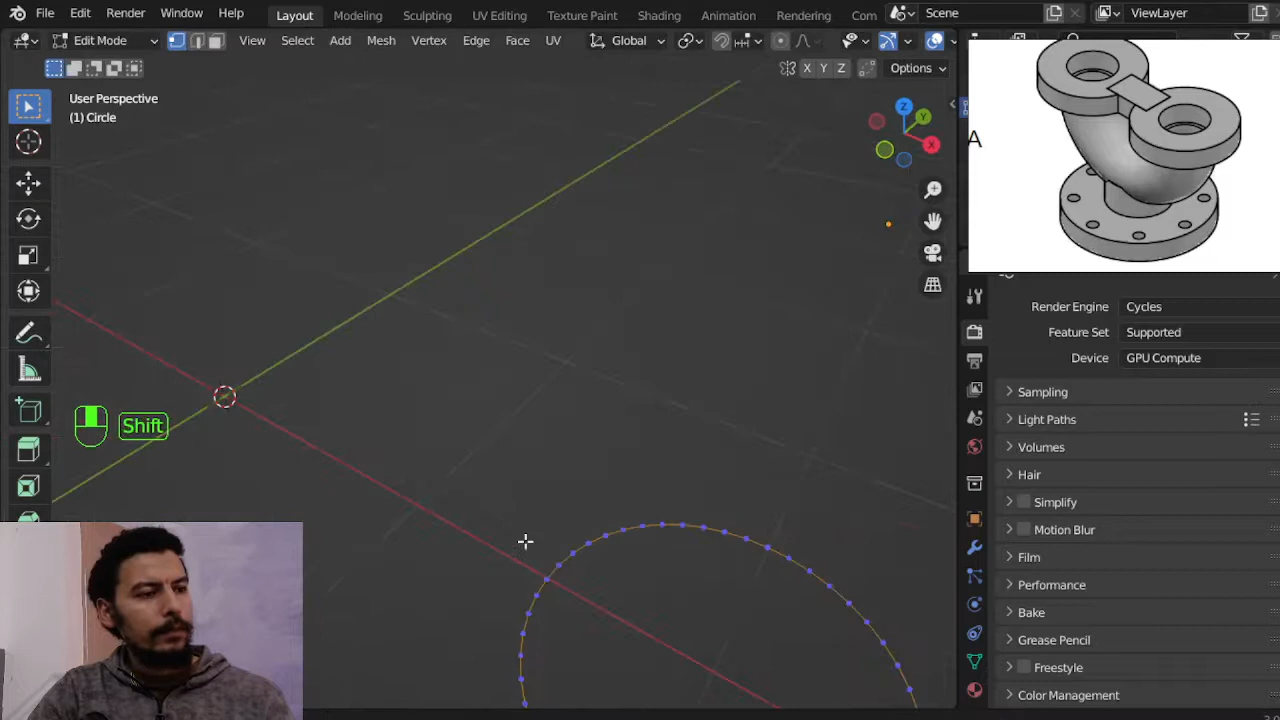 File Edit Render Window Help Layout Modeling Sculpting UV Editing Texture Paint Shading Animation Rendering Com Scene ViewLayer
Edit Mode View Select Add Mesh Vertex Edge Face UV Global
X Y Z Options
User Perspective
(1) Circle
Z
Y
X
A
Shift
Render Engine Cycles
Feature Set Supported
Device GPU Compute
Sampling
Light Paths
Volumes
Hair
Simplify
Motion Blur
Film
Performance
Bake
Grease Pencil
Freestyle
Color Management